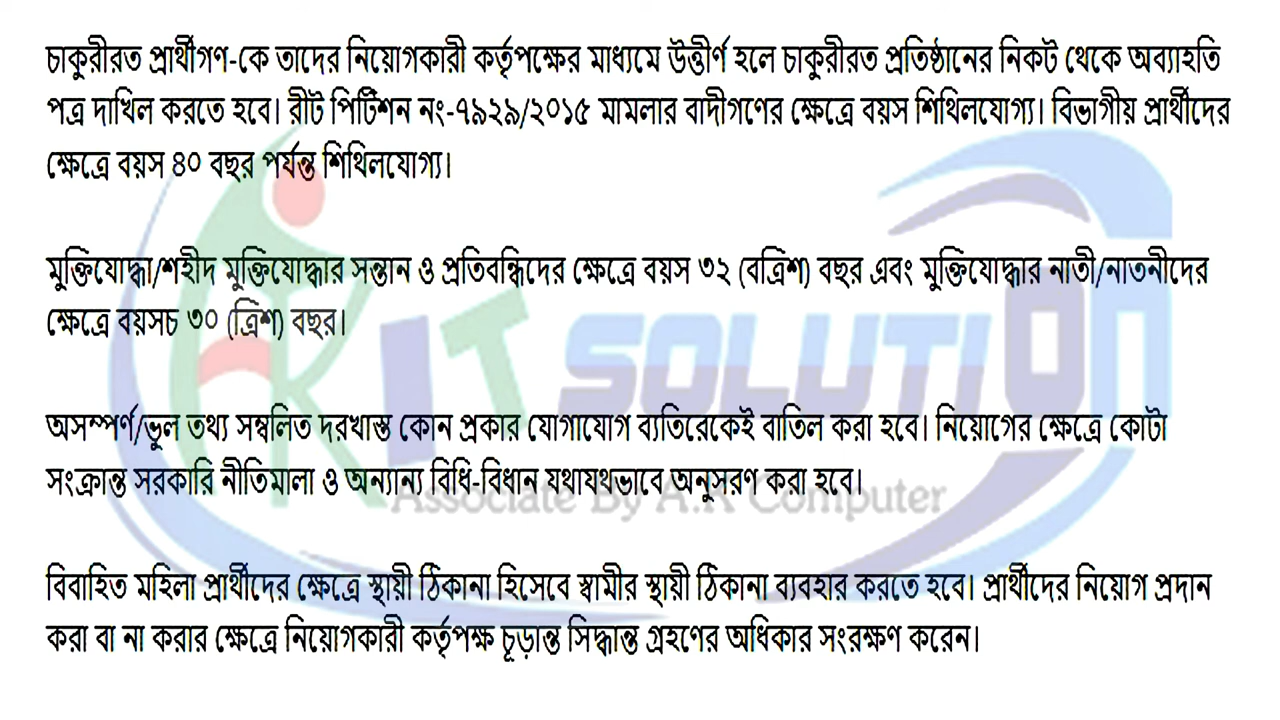 চাকুরীরত প্রার্থীগণ-কে তাদের নিয়োগকারী কর্তৃপক্ষের মাধ্যমে উত্তীর্ণ হলে চাকুরীরত প্রতিষ্ঠানের নিকট থেকে অব্যাহতি
পত্র দাখিল করতে হবে। রীট পিটিশন নং-৭৯২৯/২০১৫ মামলার বাদীগণের ক্ষেত্রে বয়স শিথিলযোগ্য। বিভাগীয় প্রার্থীদের
ক্ষেত্রে বয়স ৪০ বছর পর্যন্ত শিথিলযোগ্য।
মুক্তিযোদ্ধা/শহীদ মুক্তিযোদ্ধার সন্তান ও প্রতিবন্ধিদের ক্ষেত্রে বয়স ৩২ (বত্রিশ) বছর এবং মুক্তিযোদ্ধার নাতী/নাতনীদের
ক্ষেত্রে বয়সচ ৩০ (ত্রিশ) বছর।
অসম্পর্ণ/ভুল তথ্য সম্বলিত দরখাস্ত কোন প্রকার যোগাযোগ ব্যতিরেকেই বাতিল করা হবে। নিয়োগের ক্ষেত্রে কোটা
সংক্রান্ত সরকারি নীতিমালা ও অন্যান্য বিধি-বিধান যথাযথভাবে অনুসরণ করা হবে।
বিবাহিত মহিলা প্রার্থীদের ক্ষেত্রে স্থায়ী ঠিকানা হিসেবে স্বামীর স্থায়ী ঠিকানা ব্যবহার করতে হবে। প্রার্থীদের নিয়োগ প্রদান
করা বা না করার ক্ষেত্রে নিয়োগকারী কর্তৃপক্ষ চূড়ান্ত সিদ্ধান্ত গ্রহণের অধিকার সংরক্ষণ করেন।
IT SOLUTION
Associate By A.R Computer